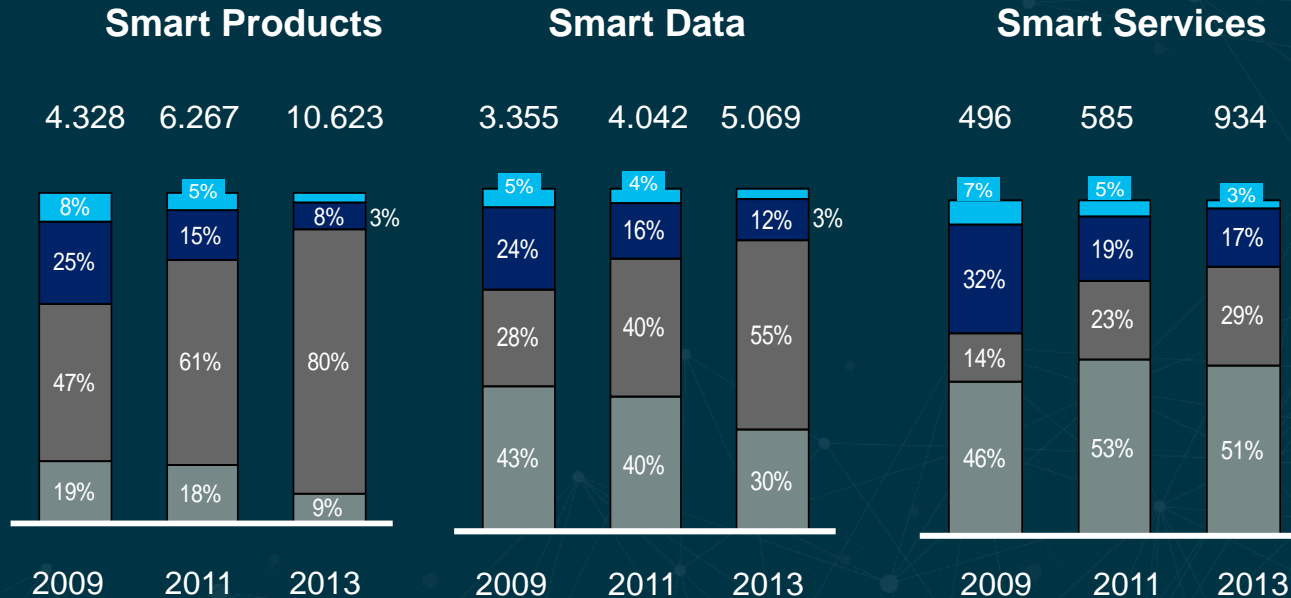 Smart Products
4.328 6.267 10.623
8% 5%
8% 3%
25% 15%
47% 61% 80%
19% 18% 9%
2009 2011 2013
Smart Data
3.355 4.042 5.069
5% 4%
24% 16% 12% 3%
28% 40% 55%
43% 40% 30%
2009 2011 2013
Smart Services
496 585 934
7% 5% 3%
32% 19% 17%
14% 23% 29%
46% 53% 51%
2009 2011 2013